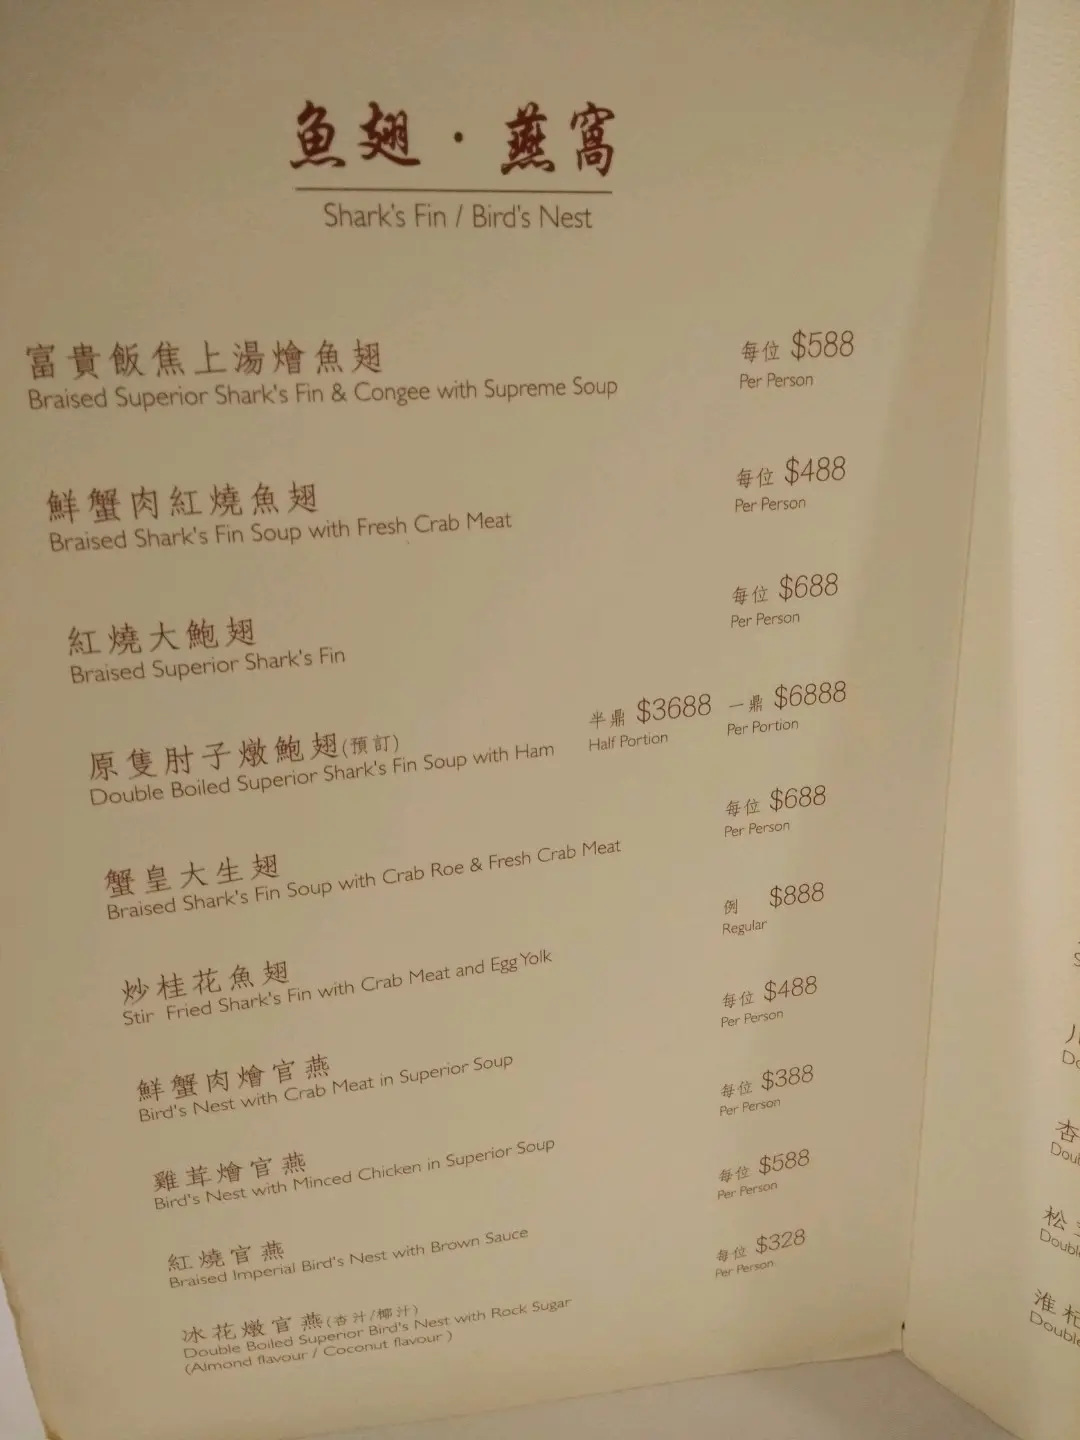 魚翅・燕窩
Shark's Fin / Bird's Nest
富貴飯焦上湯燴魚翅
Braised Superior Shark's Fin & Congee with Supreme Soup
每位 $588
Per Person
鮮蟹肉紅燒魚翅
Braised Shark's Fin Soup with Fresh Crab Meat
每位 $488
Per Person
紅燒大鮑翅
Braised Superior Shark's Fin
每位 $688
Per Person
原隻肘子燉鮑翅(預訂)
Double Boiled Superior Shark's Fin Soup with Ham
半鼎 $3688 一鼎 $6888
Half Portion Per Portion
蟹皇大生翅
Braised Shark's Fin Soup with Crab Roe & Fresh Crab Meat
每位 $688
Per Person
炒桂花魚翅
Stir Fried Shark's Fin with Crab Meat and Egg Yolk
例 $888
Regular
鮮蟹肉燴官燕
Bird's Nest with Crab Meat in Superior Soup
每位 $488
Per Person
雞茸燴官燕
Bird's Nest with Minced Chicken in Superior Soup
每位 $388
Per Person
紅燒官燕
Braised Imperial Bird's Nest with Brown Sauce
每位 $588
Per Person
冰花燉官燕(杏汁/椰汁)
Double Boiled Superior Bird's Nest with Rock Sugar
(Almond flavour / Coconut flavour )
每位 $328
Per Person
杏
松
Double
淮杞
Double